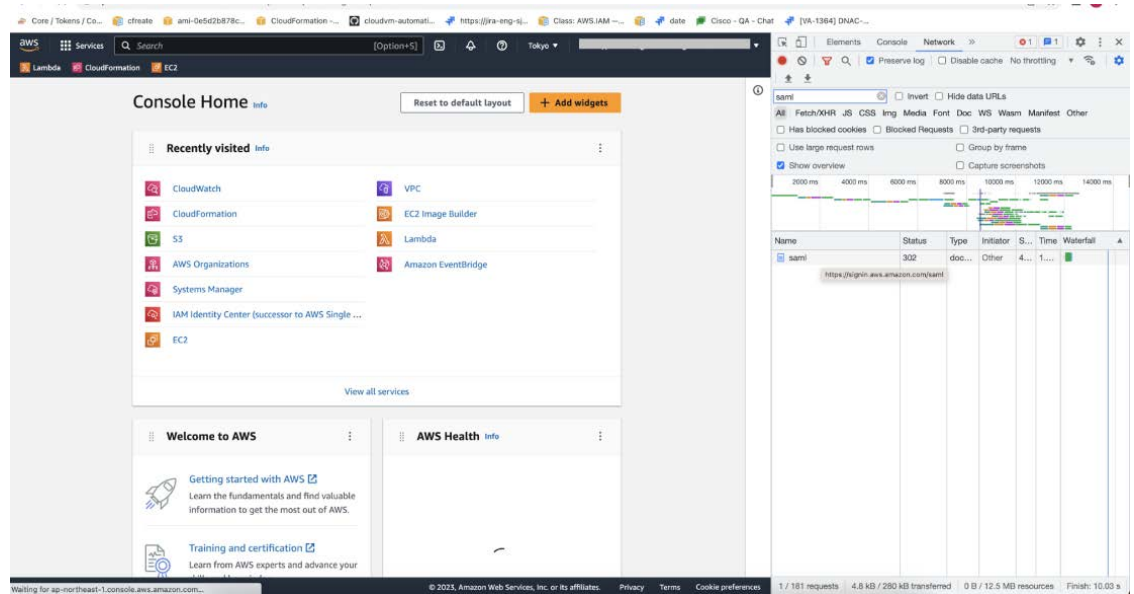 Core / Tokens / Co... cfreate ami-0e5d2b878c... CloudFormation -... cloudvm-automati... https://jira-eng-sj... Class: AWS.IAM —... date Cisco - QA - Chat [VA-1364] DNAC-...
aws Services Search [Option+S] Tokyo
Lambda CloudFormation EC2
Console Home Info
Reset to default layout + Add widgets
Recently visited Info
CloudWatch
CloudFormation
S3
AWS Organizations
Systems Manager
IAM Identity Center (successor to AWS Single ...
EC2
VPC
EC2 Image Builder
Lambda
Amazon EventBridge
View all services
Welcome to AWS
Getting started with AWS
Learn the fundamentals and find valuable
information to get the most out of AWS.
Training and certification
Learn from AWS experts and advance your
AWS Health Info
Waiting for ap-northeast-1.console.aws.amazon.com...
© 2023, Amazon Web Services, Inc. or its affiliates. Privacy Terms Cookie preferences
Elements Console Network » 1 1
Preserve log Disable cache No throttling
saml Invert Hide data URLs
All Fetch/XHR JS CSS Img Media Font Doc WS Wasm Manifest Other
Has blocked cookies Blocked Requests 3rd-party requests
Use large request rows Group by frame
Show overview Capture screenshots
2000 ms 4000 ms 6000 ms 8000 ms 10000 ms 12000 ms 14000 ms
Name Status Type Initiator S... Time Waterfall
saml 302 doc... Other 4... 1....
https://signin.aws.amazon.com/saml
1 / 161 requests 4.8 kB / 280 kB transferred 0 B / 12.5 MB resources Finish: 10.03 s